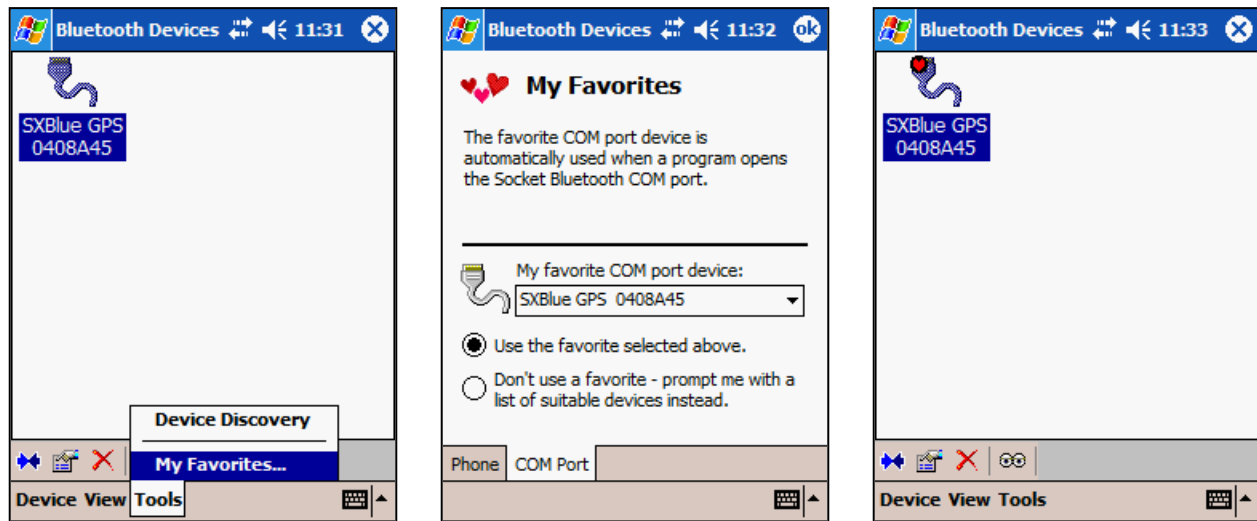 Bluetooth Devices 11:31
SXBlue GPS
0408A45
Device Discovery
My Favorites...
Device View Tools
Bluetooth Devices 11:32 ok
My Favorites
The favorite COM port device is
automatically used when a program opens
the Socket Bluetooth COM port.
My favorite COM port device:
SXBlue GPS 0408A45
Use the favorite selected above.
Don't use a favorite - prompt me with a
list of suitable devices instead.
Phone COM Port
Bluetooth Devices 11:33
SXBlue GPS
0408A45
Device View Tools